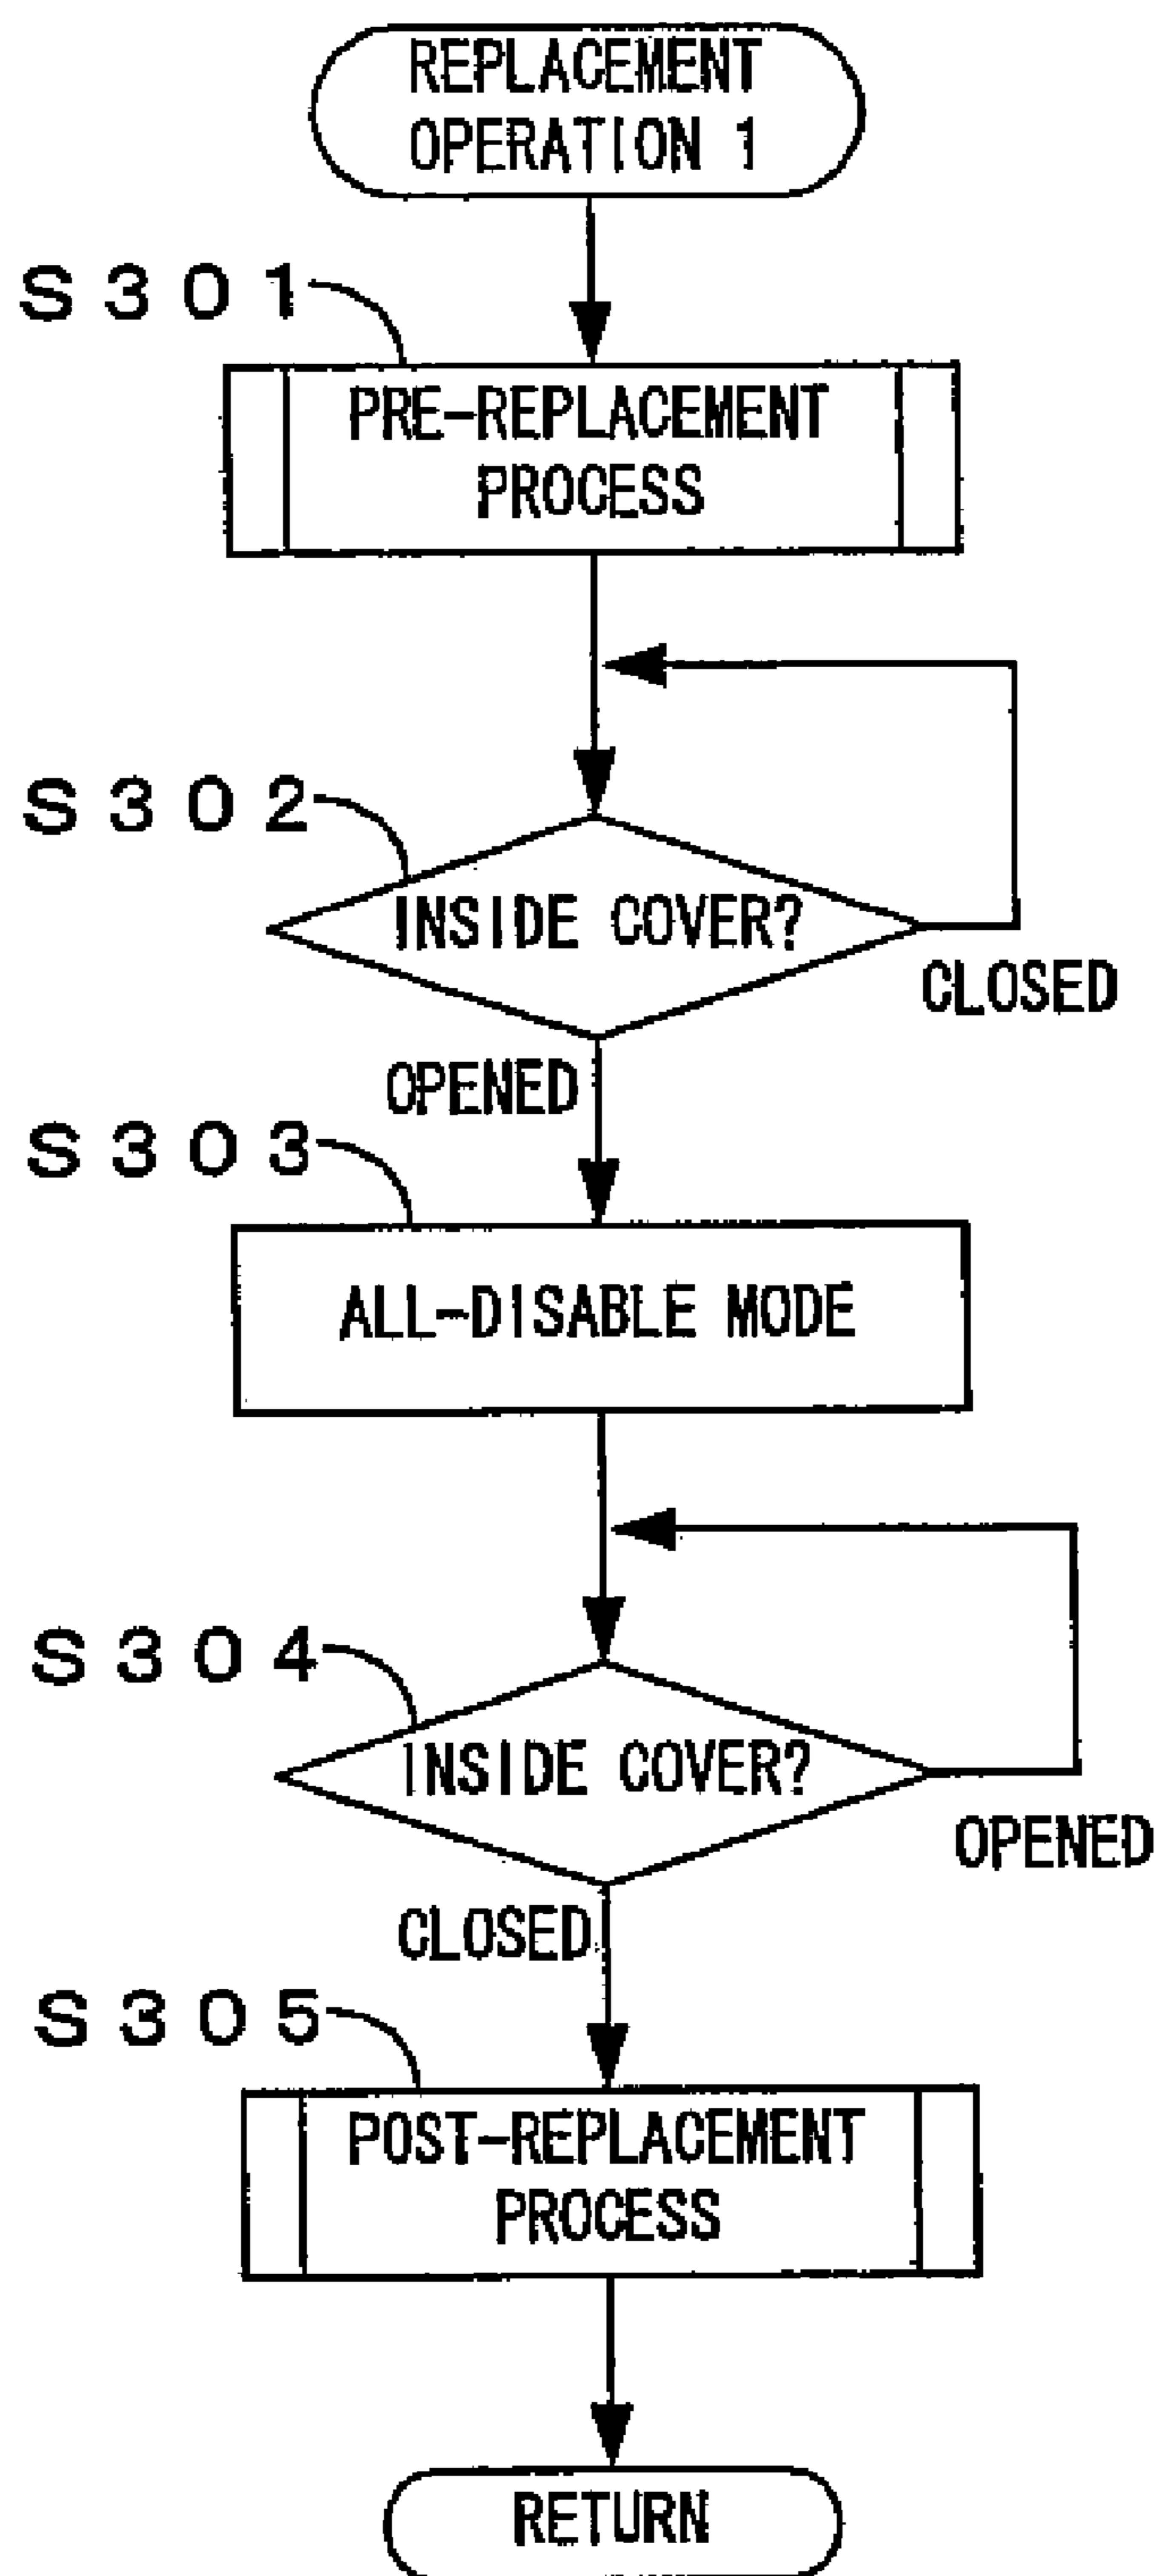 REPLACEMENT
OPERATION 1
S301
PRE-REPLACEMENT
PROCESS
S302
INSIDE COVER?
CLOSED
OPENED
S303
ALL-DISABLE MODE
S304
INSIDE COVER?
OPENED
CLOSED
S305
POST-REPLACEMENT
PROCESS
RETURN